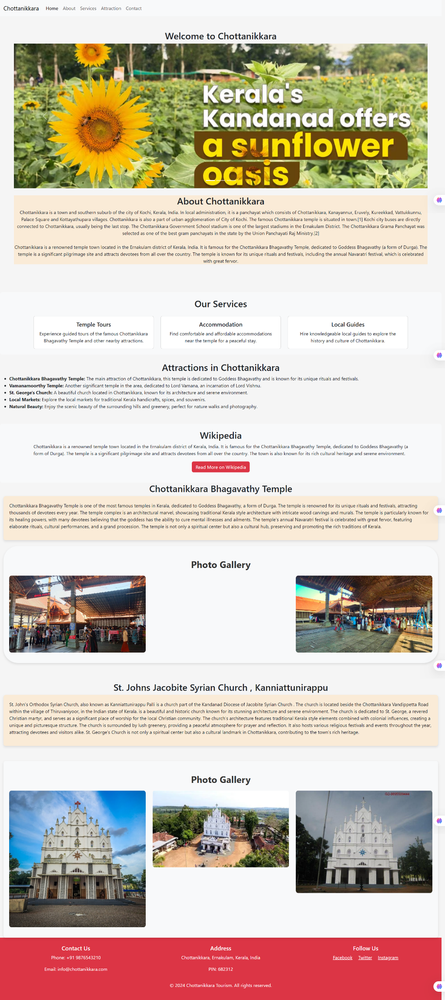 Chottanikkara Home About Services Attraction Contact
Welcome to Chottanikkara
Kerala's
Kandanad offers
a sunflower
oasis
About Chottanikkara
Chottanikkara is a town and southern suburb of the city of Kochi, Kerala, India. In local administration, it is a panchayat which consists of Chottanikkara, Kanayannur, Eruvely, Kureekkad, Vattukkunnu,
Palace Square and Kottayathupara villages. Chottanikkara is also a part of urban agglomeration of City of Kochi. The famous Chottanikkara temple is situated in town.[1] Kochi city buses are directly
connected to Chottanikkara, usually being the last stop. The Chottanikkara Government School stadium is one of the largest stadiums in the Ernakulam District. The Chottanikkara Grama Panchayat was
selected as one of the best gram panchayats in the state by the Union Panchayati Raj Ministry.[2]
Chottanikkara is a renowned temple town located in the Ernakulam district of Kerala, India. It is famous for the Chottanikkara Bhagavathy Temple, dedicated to Goddess Bhagavathy (a form of Durga). The
temple is a significant pilgrimage site and attracts devotees from all over the country. The temple is known for its unique rituals and festivals, including the annual Navaratri festival, which is celebrated
with great fervor.
Our Services
Temple Tours
Experience guided tours of the famous Chottanikkara
Bhagavathy Temple and other nearby attractions.
Accommodation
Find comfortable and affordable accommodations
near the temple for a peaceful stay.
Local Guides
Hire knowledgeable local guides to explore the
history and culture of Chottanikkara.
Attractions in Chottanikkara
• Chottanikkara Bhagavathy Temple: The main attraction of Chottanikkara, this temple is dedicated to Goddess Bhagavathy and is known for its unique rituals and festivals.
• Vamanamoorthy Temple: Another significant temple in the area, dedicated to Lord Vamana, an incarnation of Lord Vishnu.
• St. George's Church: A beautiful church located in Chottanikkara, known for its architecture and serene environment.
• Local Markets: Explore the local markets for traditional Kerala handicrafts, spices, and souvenirs.
• Natural Beauty: Enjoy the scenic beauty of the surrounding hills and greenery, perfect for nature walks and photography.
Wikipedia
Chottanikkara is a renowned temple town located in the Ernakulam district of Kerala, India. It is famous for the Chottanikkara Bhagavathy Temple, dedicated to Goddess Bhagavathy (a
form of Durga). The temple is a significant pilgrimage site and attracts devotees from all over the country. The town is also known for its rich cultural heritage and serene environment.
Read More on Wikipedia
Chottanikkara Bhagavathy Temple
Chottanikkara Bhagavathy Temple is one of the most famous temples in Kerala, dedicated to Goddess Bhagavathy, a form of Durga. The temple is renowned for its unique rituals and festivals, attracting
thousands of devotees every year. The temple complex is an architectural marvel, showcasing traditional Kerala style architecture with intricate wood carvings and murals. The temple is particularly known for
its healing powers, with many devotees believing that the goddess has the ability to cure mental illnesses and ailments. The temple's annual Navaratri festival is celebrated with great fervor, featuring
elaborate rituals, cultural performances, and a grand procession. The temple is not only a spiritual center but also a cultural hub, preserving and promoting the rich traditions of Kerala.
Photo Gallery
St. Johns Jacobite Syrian Church , Kanniattunirappu
St. John's Orthodox Syrian Church, also known as Kanniattunirappu Palli is a church part of the Kandanad Diocese of Jacobite Syrian Church . The church is located beside the Chottanikkara Vandippetta Road
within the village of Thiruvaniyoor, in the Indian state of Kerala. is a beautiful and historic church known for its stunning architecture and serene environment. The church is dedicated to St. George, a revered
Christian martyr, and serves as a significant place of worship for the local Christian community. The church's architecture features traditional Kerala style elements combined with colonial influences, creating a
unique and picturesque structure. The church is surrounded by lush greenery, providing a peaceful atmosphere for prayer and reflection. It also hosts various religious festivals and events throughout the year,
attracting devotees and visitors alike. St. George's Church is not only a spiritual center but also a cultural landmark in Chottanikkara, contributing to the town's rich heritage.
Photo Gallery
G2-9895509444
Contact Us
Phone: +91 9876543210
Email: info@chottanikkara.com
Address
Chottanikkara, Ernakulam, Kerala, India
PIN: 682312
Follow Us
Facebook Twitter Instagram
© 2024 Chottanikkara Tourism. All rights reserved.